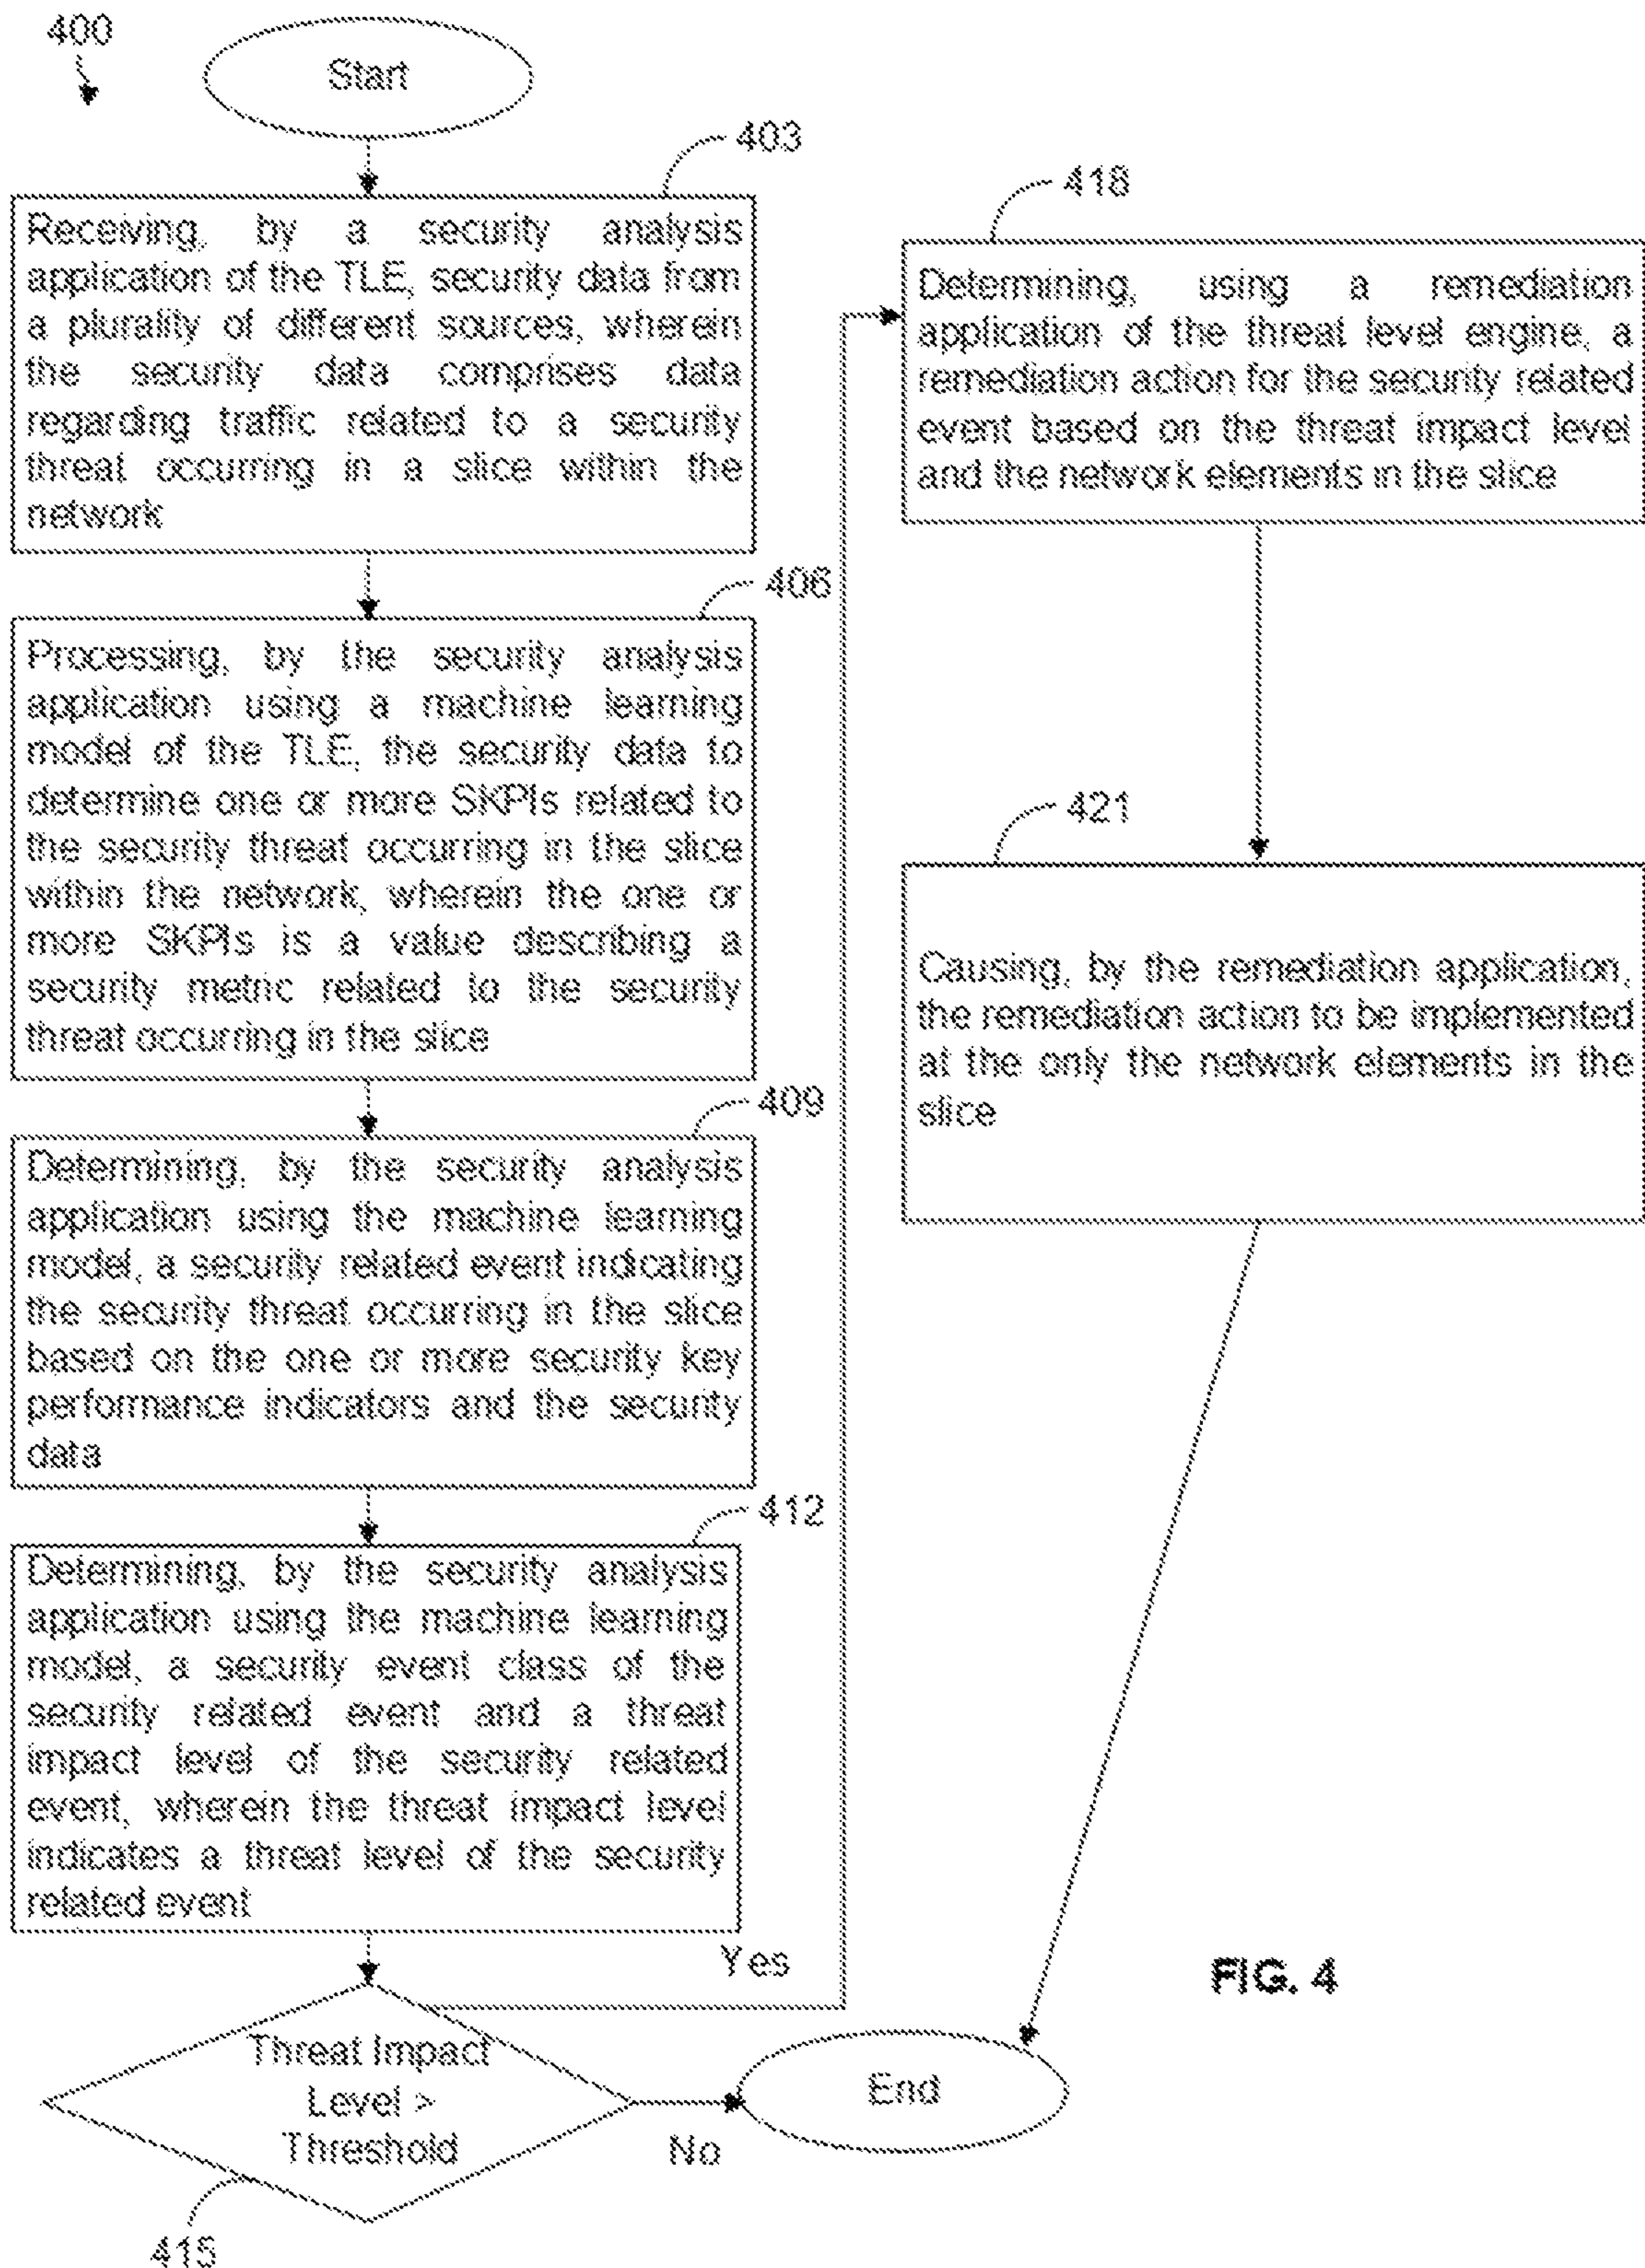 400
Start
403
Receiving, by a security analysis
application of the TLE, security data from
a plurality of different sources, wherein
the security data comprises data
regarding traffic related to a security
threat occurring in a slice within the
network
406
Processing, by the security analysis
application using a machine learning
model of the TLE, the security data to
determine one or more SKPIs related to
the security threat occurring in the slice
within the network, wherein the one or
more SKPIs is a value describing a
security metric related to the security
threat occurring in the slice
409
Determining, by the security analysis
application using the machine learning
model, a security related event indicating
the security threat occurring in the slice
based on the one or more security key
performance indicators and the security
data
412
Determining, by the security analysis
application using the machine learning
model, a security event class of the
security related event and a threat
impact level of the security related
event, wherein the threat impact level
indicates a threat level of the security
related event
Yes
Threat Impact
Level >
Threshold
No
415
418
Determining, using a remediation
application of the threat level engine, a
remediation action for the security related
event based on the threat impact level
and the network elements in the slice
421
Causing, by the remediation application,
the remediation action to be implemented
at the only the network elements in the
slice
End
FIG. 4